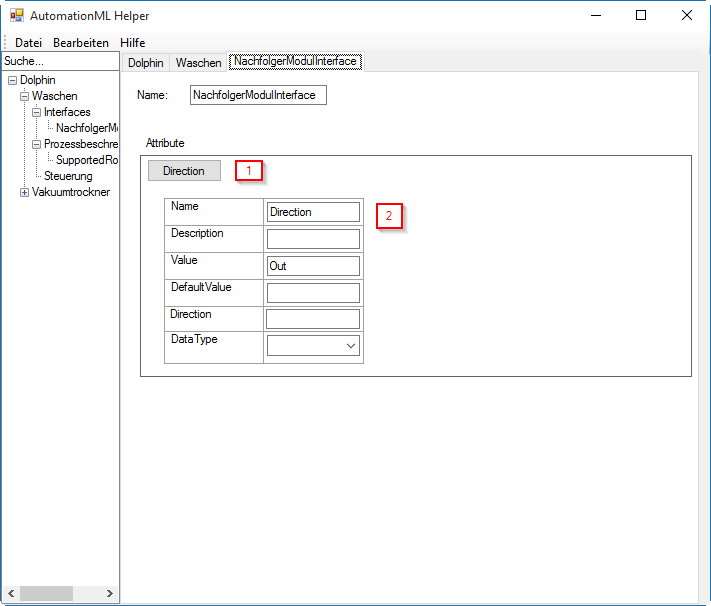 AutomationML Helper
Datei Bearbeiten Hilfe
Suche...
Dolphin
Waschen
Interfaces
NachfolgerMo
Prozessbeschre
SupportedRo
Steuerung
Vakuumtrockner
Dolphin Waschen NachfolgerModulInterface
Name: NachfolgerModulInterface
Attribute
Direction 1
Name Direction 2
Description
Value Out
DefaultValue
Direction
DataType